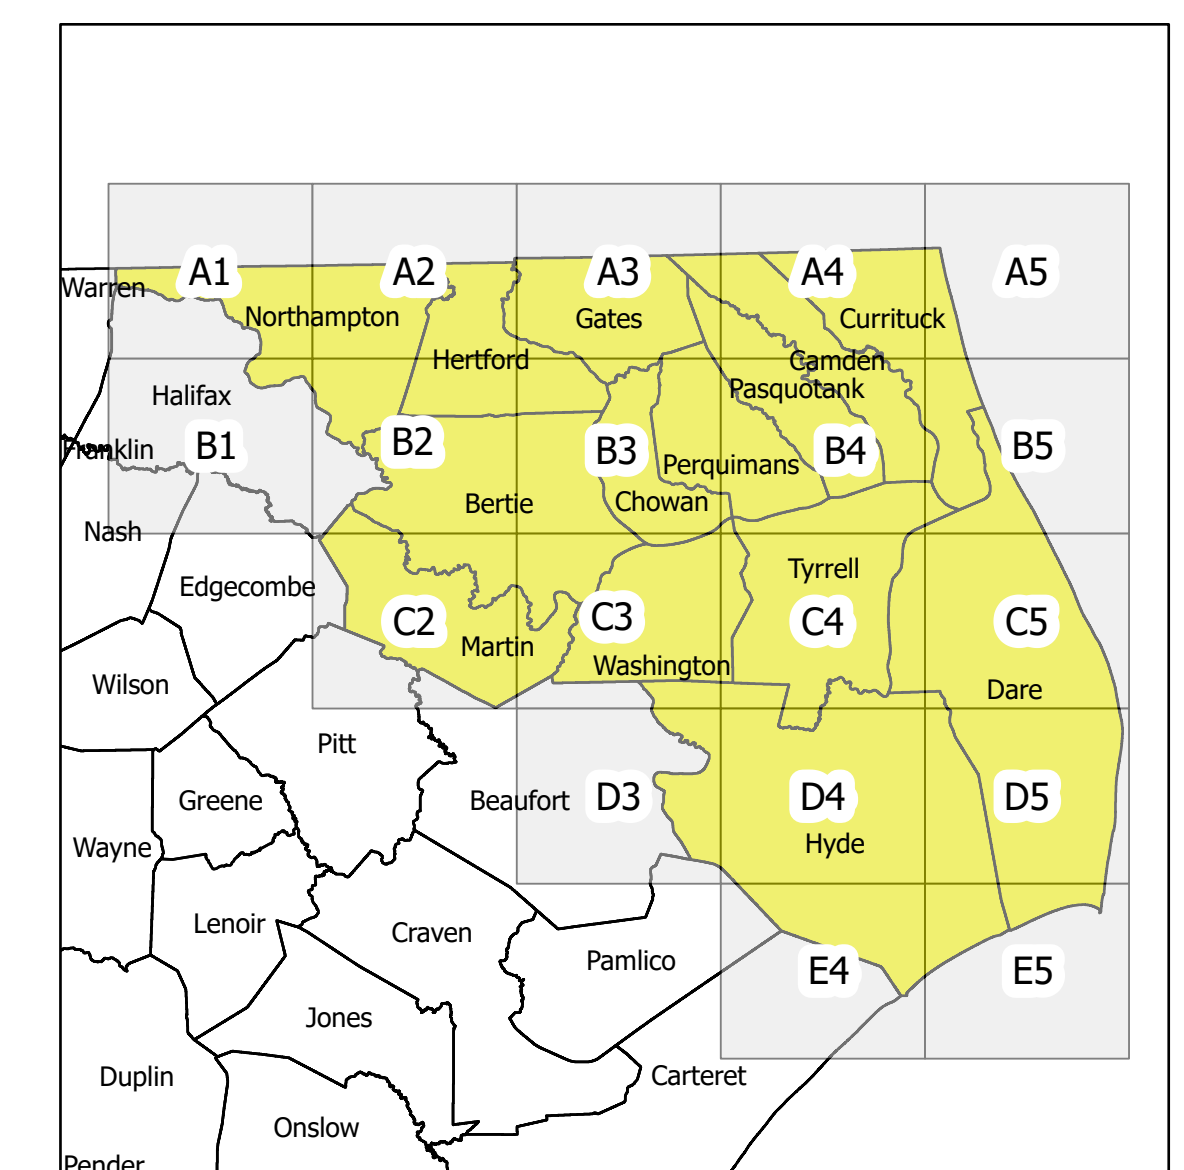 A1
A2
A3
A4
A5
Warren
Northampton
Gates
Currituck
Hertford
Camden
Pasquotank
Halifax
Franklin
B1
B2
B3
B4
B5
Perquimans
Bertie
Chowan
Nash
Edgecombe
Tyrrell
C2
C3
C4
C5
Martin
Washington
Wilson
Dare
Pitt
Greene
Beaufort
D3
D4
D5
Wayne
Hyde
Lenoir
Craven
Pamlico
E4
E5
Jones
Duplin
Carteret
Onslow
Pender